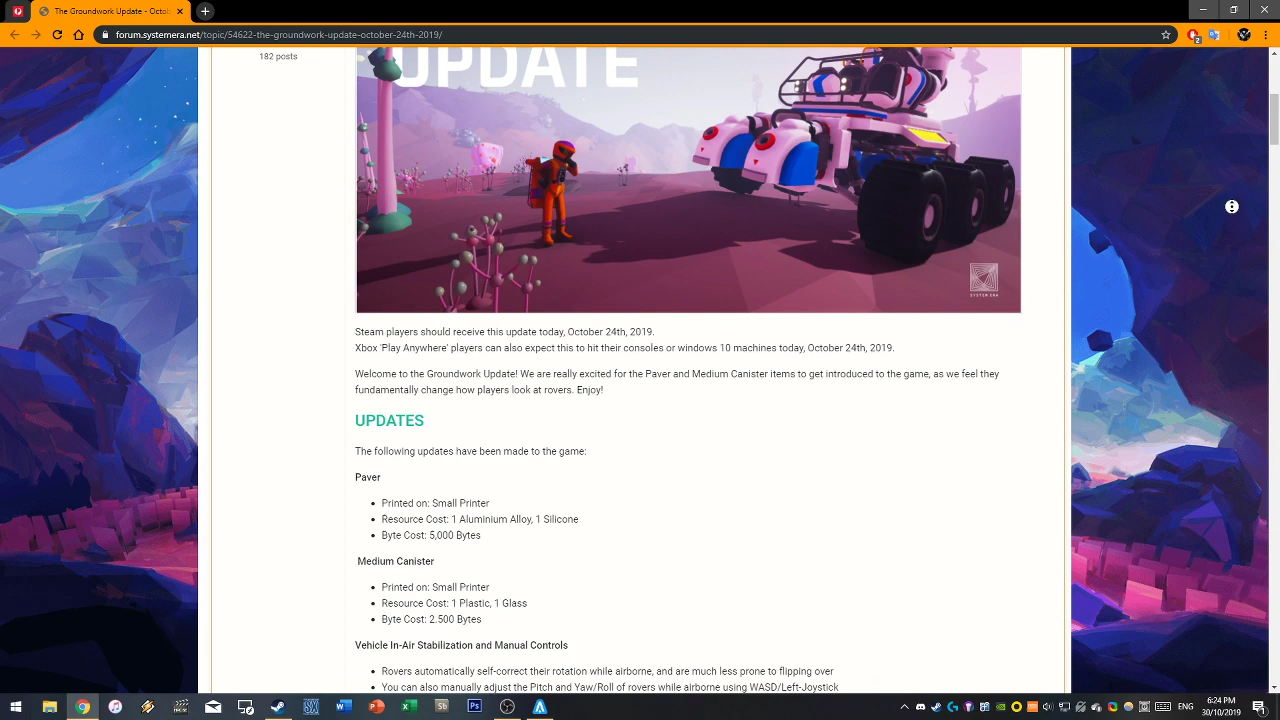 The Groundwork Update - Octob
forum.systemera.net/topic/54622-the-groundwork-update-october-24th-2019/
2
182 posts
UPDATE
SYSTEM ERA
Steam players should receive this update today, October 24th, 2019.
Xbox 'Play Anywhere' players can also expect this to hit their consoles or windows 10 machines today, October 24th, 2019.
Welcome to the Groundwork Update! We are really excited for the Paver and Medium Canister items to get introduced to the game, as we feel they
fundamentally change how players look at rovers. Enjoy!
UPDATES
The following updates have been made to the game:
Paver
• Printed on: Small Printer
• Resource Cost: 1 Aluminium Alloy, 1 Silicone
• Byte Cost: 5,000 Bytes
Medium Canister
• Printed on: Small Printer
• Resource Cost: 1 Plastic, 1 Glass
• Byte Cost: 2.500 Bytes
Vehicle In-Air Stabilization and Manual Controls
• Rovers automatically self-correct their rotation while airborne, and are much less prone to flipping over
• You can also manually adjust the Pitch and Yaw/Roll of rovers while airborne using WASD/Left-Joystick
Sb
Ps
ENG
6:24 PM
30/10/2019